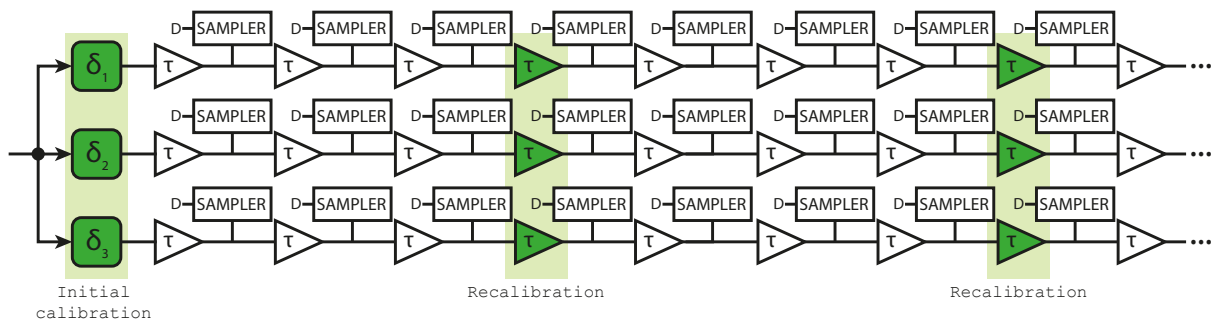 D SAMPLER D SAMPLER D SAMPLER D SAMPLER D SAMPLER D SAMPLER D SAMPLER D SAMPLER
δ1 τ τ τ τ τ τ τ τ τ ...
D SAMPLER D SAMPLER D SAMPLER D SAMPLER D SAMPLER D SAMPLER D SAMPLER D SAMPLER
δ2 τ τ τ τ τ τ τ τ τ ...
D SAMPLER D SAMPLER D SAMPLER D SAMPLER D SAMPLER D SAMPLER D SAMPLER D SAMPLER
δ3 τ τ τ τ τ τ τ τ τ ...
Initial
calibration
Recalibration
Recalibration